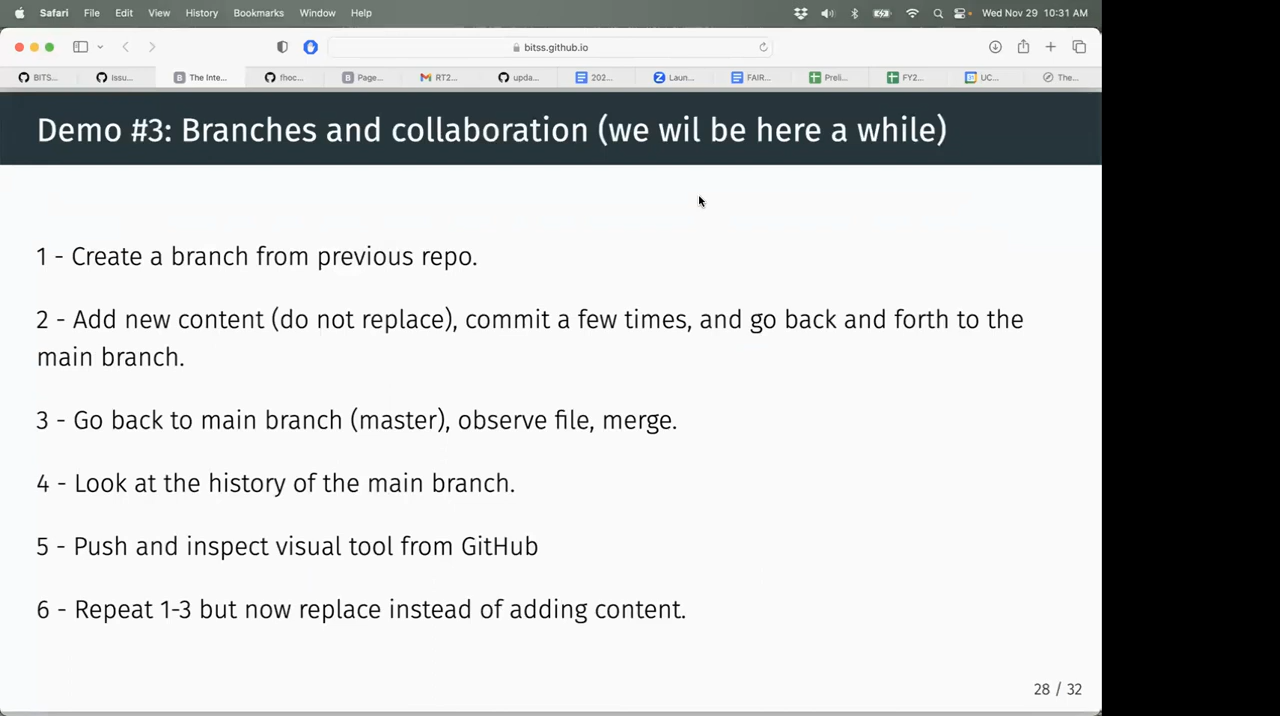 Safari File Edit View History Bookmarks Window Help Wed Nov 29 10:31 AM
bitss.github.io
BITS... Issu... The Inte... fhoc... Page... RT2... upda... 202... Laun... FAIR... Preli... FY2... UC... The...
Demo #3: Branches and collaboration (we wil be here a while)
1 - Create a branch from previous repo.
2 - Add new content (do not replace), commit a few times, and go back and forth to the
main branch.
3 - Go back to main branch (master), observe file, merge.
4 - Look at the history of the main branch.
5 - Push and inspect visual tool from GitHub
6 - Repeat 1-3 but now replace instead of adding content.
28 / 32